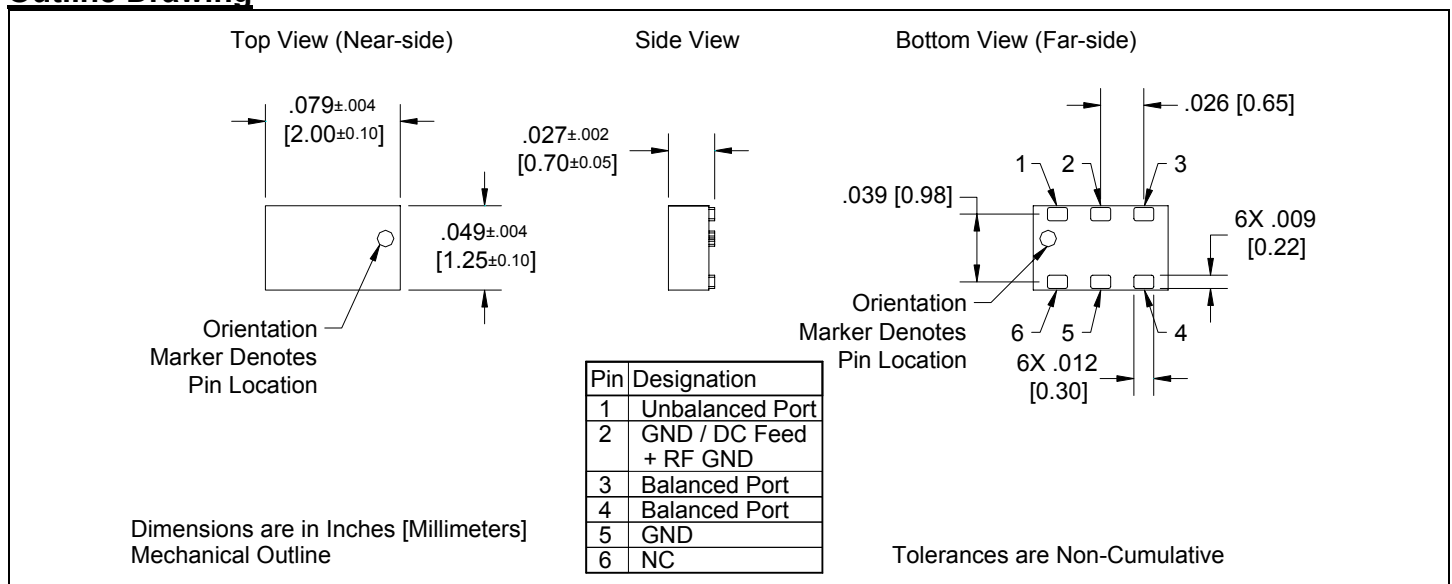 Outline Drawing
Top View (Near-side)
Side View
Bottom View (Far-side)
.079±.004
[2.00±0.10]
.049±.004
[1.25±0.10]
Orientation
Marker Denotes
Pin Location
.027±.002
[0.70±0.05]
.026 [0.65]
1 2 3
.039 [0.98]
6X .009
[0.22]
Orientation
Marker Denotes
Pin Location
6 5 4
6X .012
[0.30]
Pin Designation
1 Unbalanced Port
2 GND / DC Feed
+ RF GND
3 Balanced Port
4 Balanced Port
5 GND
6 NC
Dimensions are in Inches [Millimeters]
Mechanical Outline
Tolerances are Non-Cumulative